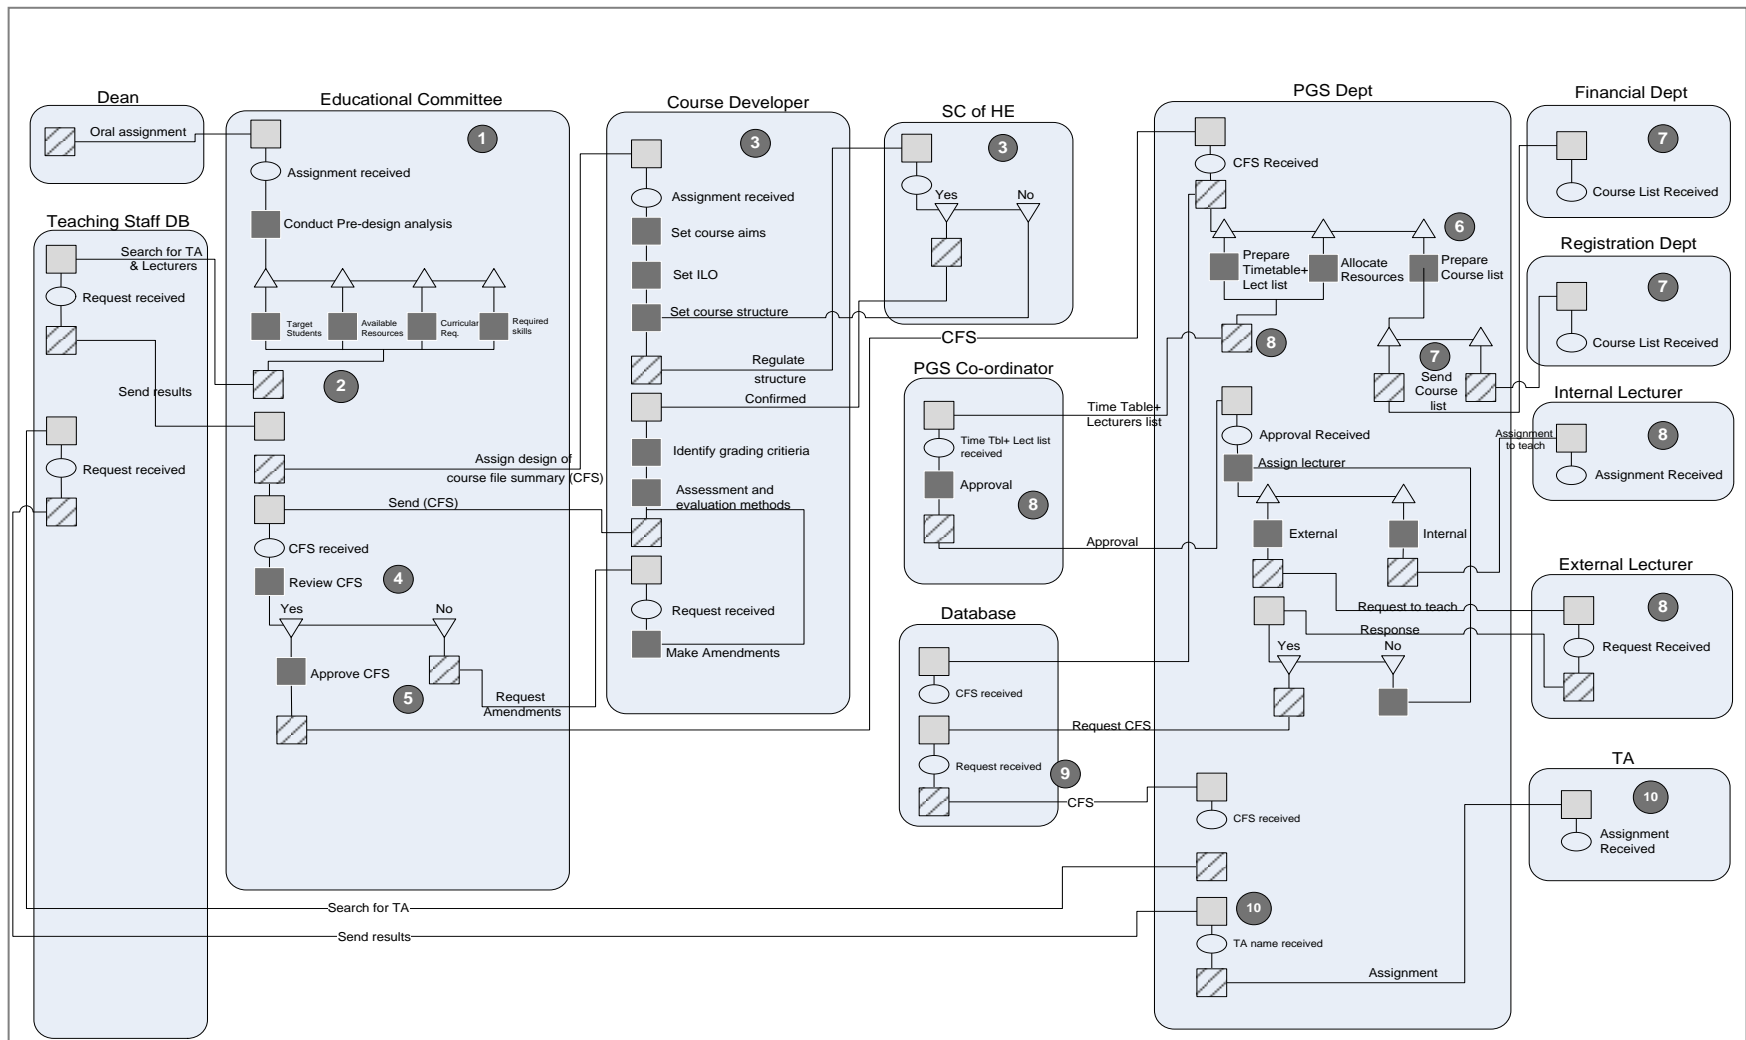 Dean
Oral assignment
Teaching Staff DB
Search for TA
& Lecturers
Request received
Send results
Request received
Educational Committee
1
Assignment received
Conduct Pre-design analysis
Target
Students
Available
Resources
Curricular
Req.
Required
skills
2
Assign design of
course file summary (CFS)
Send (CFS)
CFS received
Review CFS
4
Yes
No
Approve CFS
5
Request
Amendments
Course Developer
3
Assignment received
Set course aims
Set ILO
Set course structure
Regulate
structure
Confirmed
Identify grading critieria
Assessment and
evaluation methods
Request received
Make Amendments
SC of HE
3
Yes
No
CFS
PGS Co-ordinator
Time Table+
Lecturers list
Time Tbl+ Lect list
received
Approval
8
Approval
Database
CFS received
Request CFS
Request received
9
CFS
PGS Dept
CFS Received
6
Prepare
Timetable+
Lect list
Allocate
Resources
Prepare
Course list
8
7
Send
Course
list
Approval Received
Assign lecturer
External
Internal
Request to teach
Response
Yes
No
CFS received
10
TA name received
Assignment
Search for TA
Send results
Financial Dept
7
Course List Received
Registration Dept
7
Course List Received
Internal Lecturer
8
Assignment
to teach
Assignment Received
External Lecturer
8
Request Received
TA
10
Assignment
Received